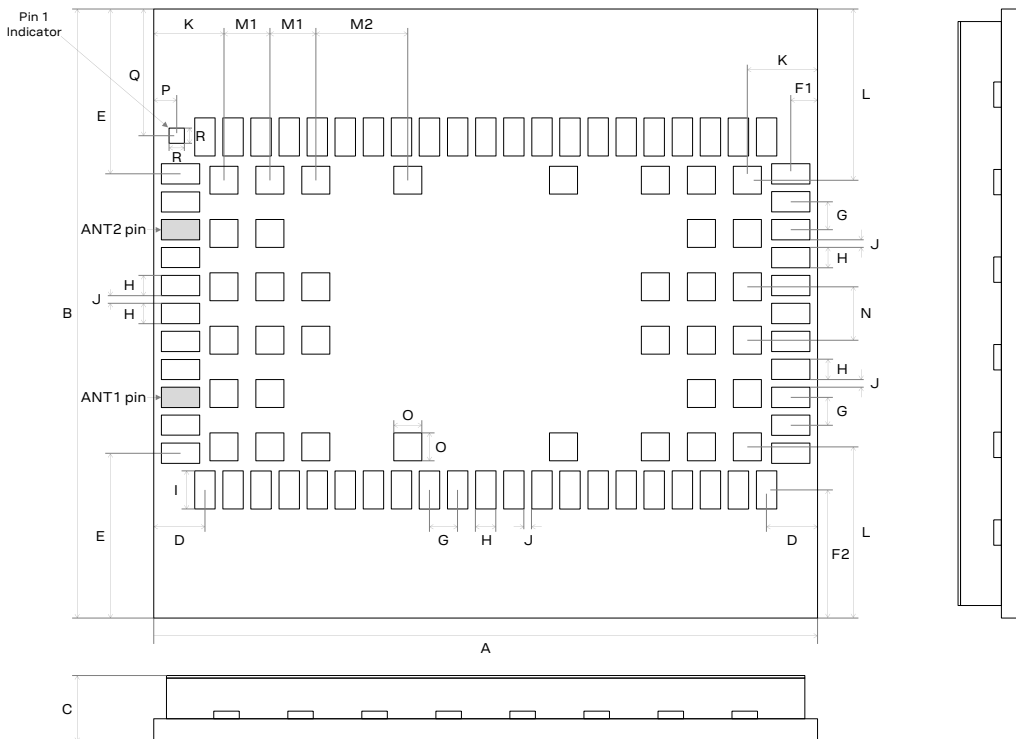 Pin 1
Indicator
K
M1
M1
M2
K
Q
P
E
F1
L
R
R
ANT2 pin
G
J
H
H
J
H
B
N
H
J
ANT1 pin
G
O
O
I
E
D
G
H
J
D
F2
L
A
C